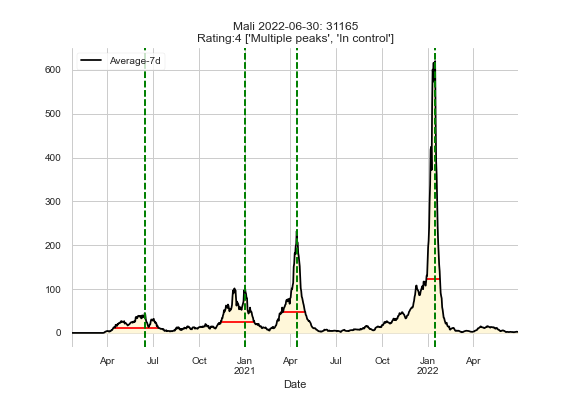 Mali 2022-06-30: 31165
Rating:4 ['Multiple peaks', 'In control']
Average-7d
600
500
400
300
200
100
0
Apr Jul Oct Jan Apr Jul Oct Jan Apr
2021 2022
Date